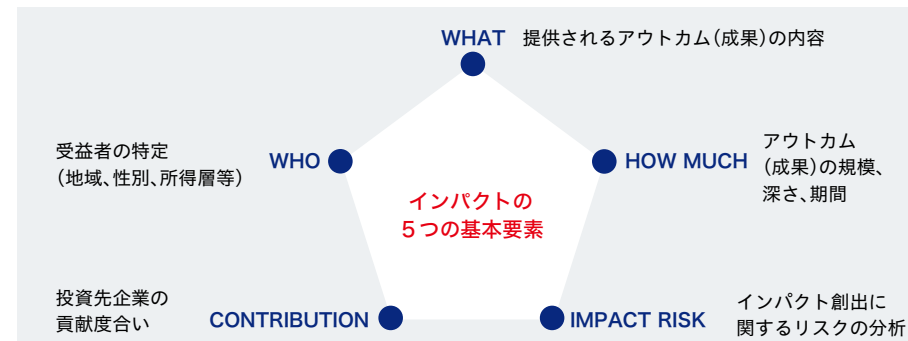 WHAT 提供されるアウトカム(成果)の内容
受益者の特定
(地域、性別、所得層等)
WHO
HOW MUCH
アウトカム
(成果)の規模、
深さ、期間
インパクトの
5つの基本要素
投資先企業の
貢献度合い
CONTRIBUTION
IMPACT RISK
インパクト創出に
関するリスクの分析